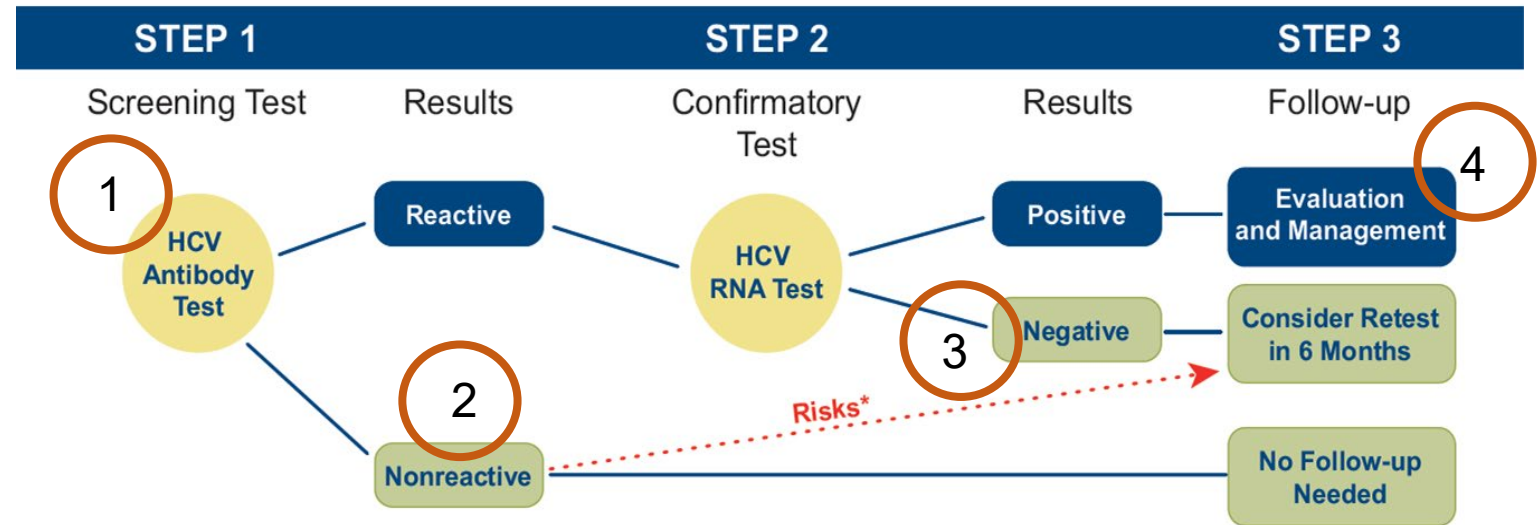 STEP 1
STEP 2
STEP 3
Screening Test
Results
Confirmatory
Test
Results
Follow-up
1
4
HCV
Antibody
Test
Reactive
HCV
RNA Test
Positive
Evaluation
and Management
3
Negative
Consider Retest
in 6 Months
2
Risks*
Nonreactive
No Follow-up
Needed